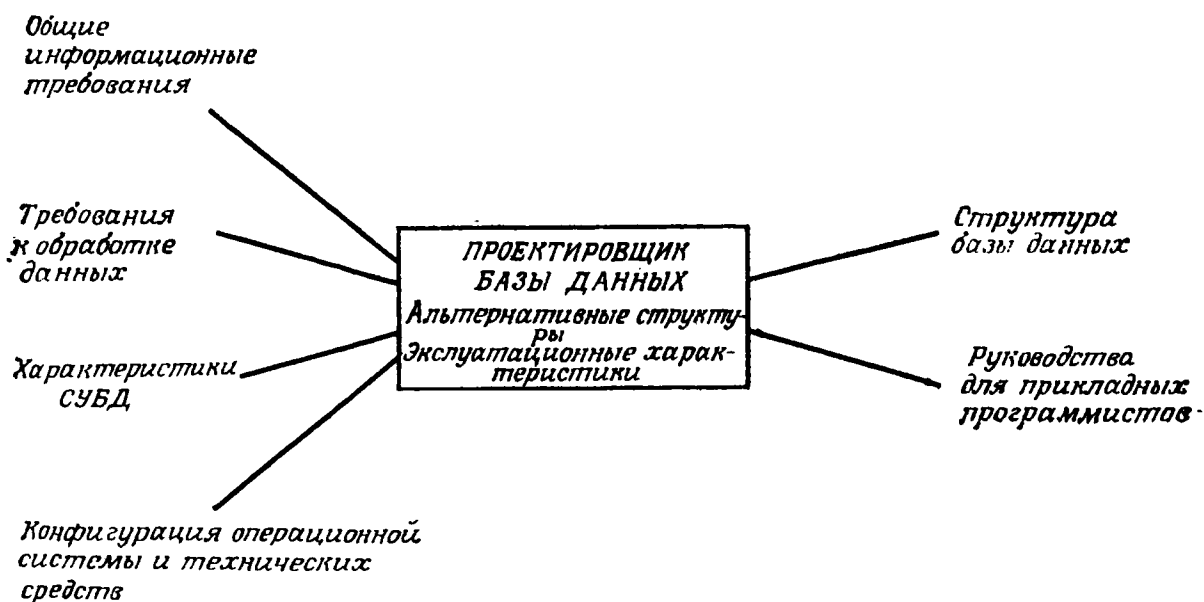 Общие
информационные
требования
Требования
к обработке
данных
Характеристики
СУБД
Конфигурация операционной
системы и технических
средств
ПРОЕКТИРОВЩИК
БАЗЫ ДАННЫХ
Альтернативные структу-
ры
Экслуатационные харак-
теристики
Структура
базы данных
Руководства
для прикладных
программистов